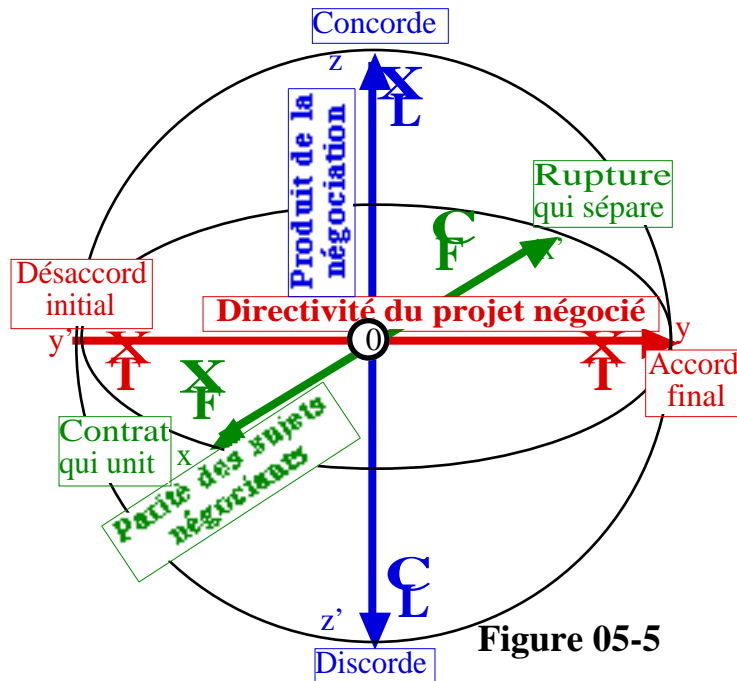 Concorde
z
X
L
Produit de la
négociation
Rupture
qui sépare
C
F
x'
Désaccord
initial
Directivité du projet négocié
y'
0
y
X
T
X
F
X
T
Accord
final
Contrat
qui unit
x
Parité des sujets
négociants
C
L
z'
Figure 05-5
Discorde